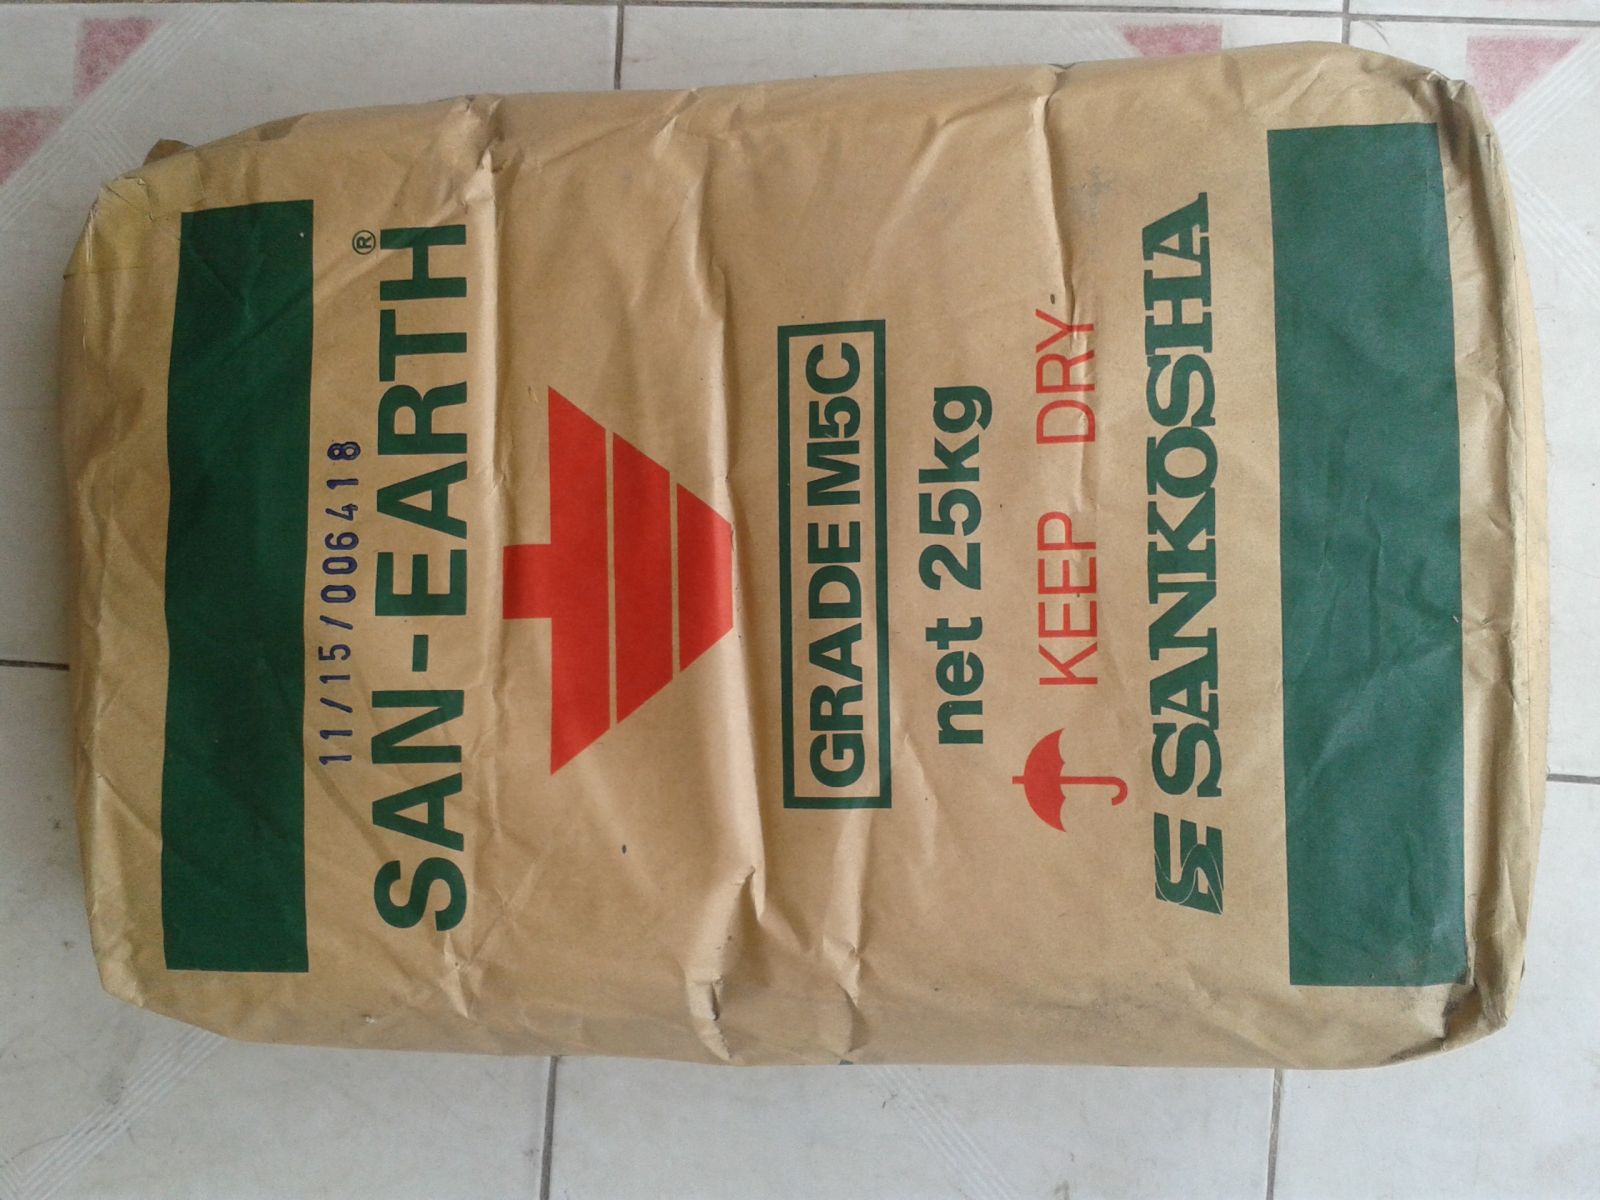 11/15/006418
SAN-EARTH®
GRADE M5C
net 25kg
KEEP DRY
SANKOSHA